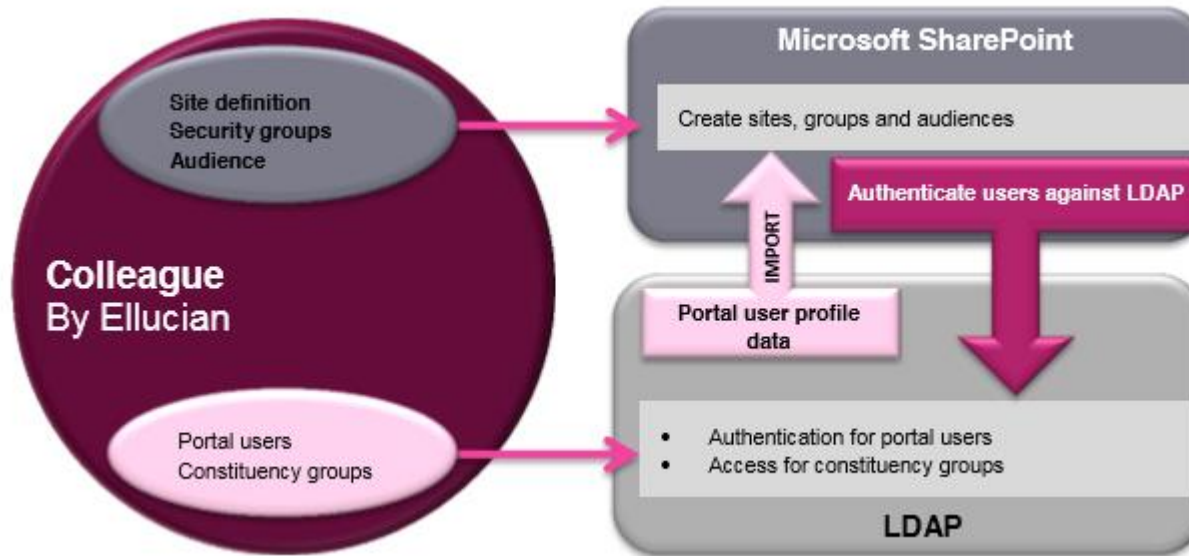 Site definition
Security groups
Audience
Colleague
By Ellucian
Portal users
Constituency groups
Microsoft SharePoint
Create sites, groups and audiences
Authenticate users against LDAP
IMPORT
Portal user profile
data
• Authentication for portal users
• Access for constituency groups
LDAP